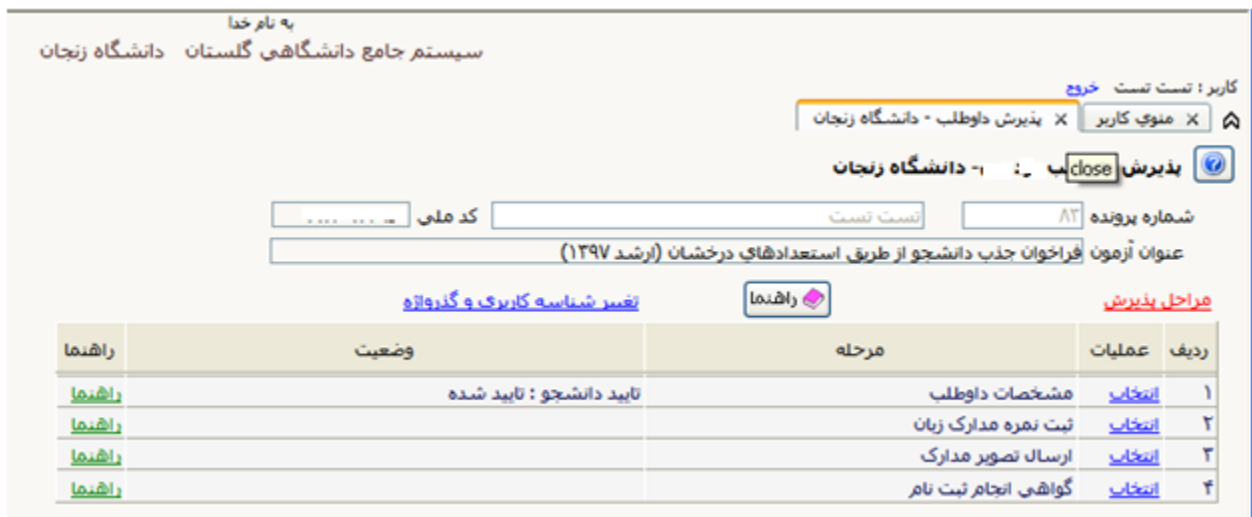 به نام خدا
سیستم جامع دانشگاهی گلستان دانشگاه زنجان
کاربر : تست تست خروج
منوي کاربر x پذیرش داوطلب - دانشگاه زنجان x
پذیرش close ب - دانشگاه زنجان
شماره پرونده ۸۳ تست تست کد ملی
عنوان آزمون فراخوان جذب دانشجو از طریق استعدادهاي درخشان (ارشد ۱۳۹۷)
مراحل پذیرش راهنما تغییر شناسه کاربری و گذرواژه
ردیف عملیات مرحله وضعیت راهنما
۱ انتخاب مشخصات داوطلب تایید دانشجو : تایید شده راهنما
۲ انتخاب ثبت نمره مدارک زبان راهنما
۳ انتخاب ارسال تصویر مدارک راهنما
۴ انتخاب گواهی انجام ثبت نام راهنما